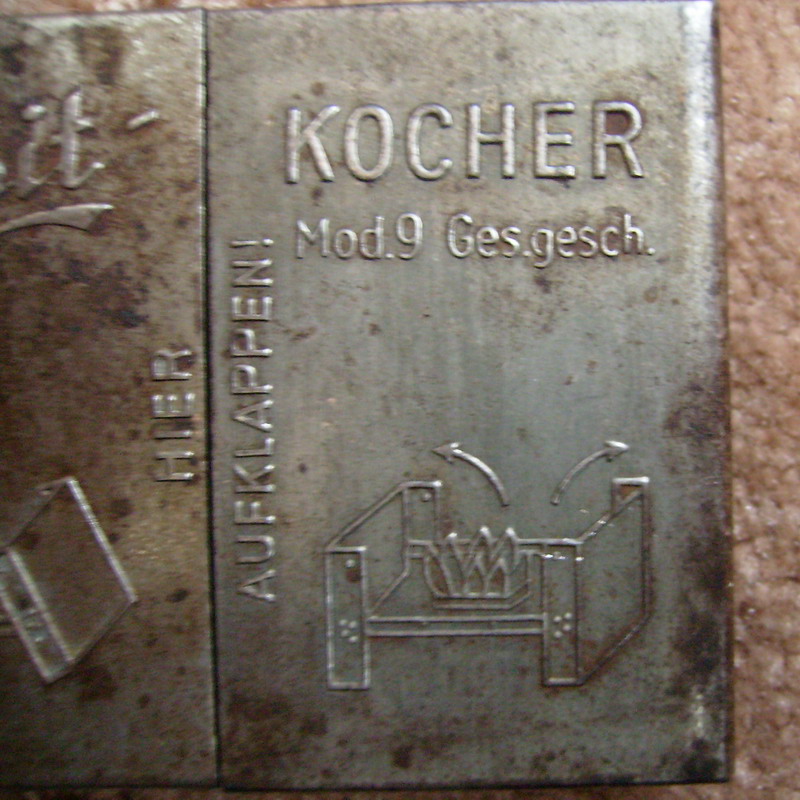 KOCHER
Mod.9 Ges.gesch.
HIER
AUFKLAPPEN!